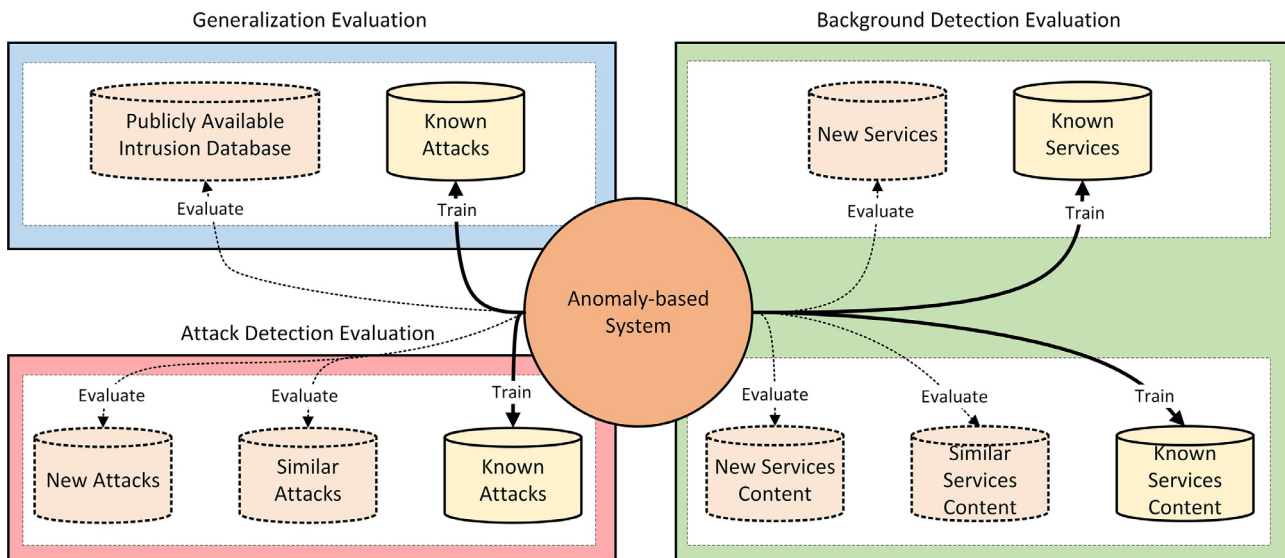 Generalization Evaluation
Background Detection Evaluation
Publicly Available
Intrusion Database
Known
Attacks
New Services
Known
Services
Evaluate
Train
Evaluate
Train
Anomaly-based
System
Attack Detection Evaluation
Evaluate
Evaluate
Train
Evaluate
Evaluate
Train
New Attacks
Similar
Attacks
Known
Attacks
New Services
Content
Similar
Services
Content
Known
Services
Content